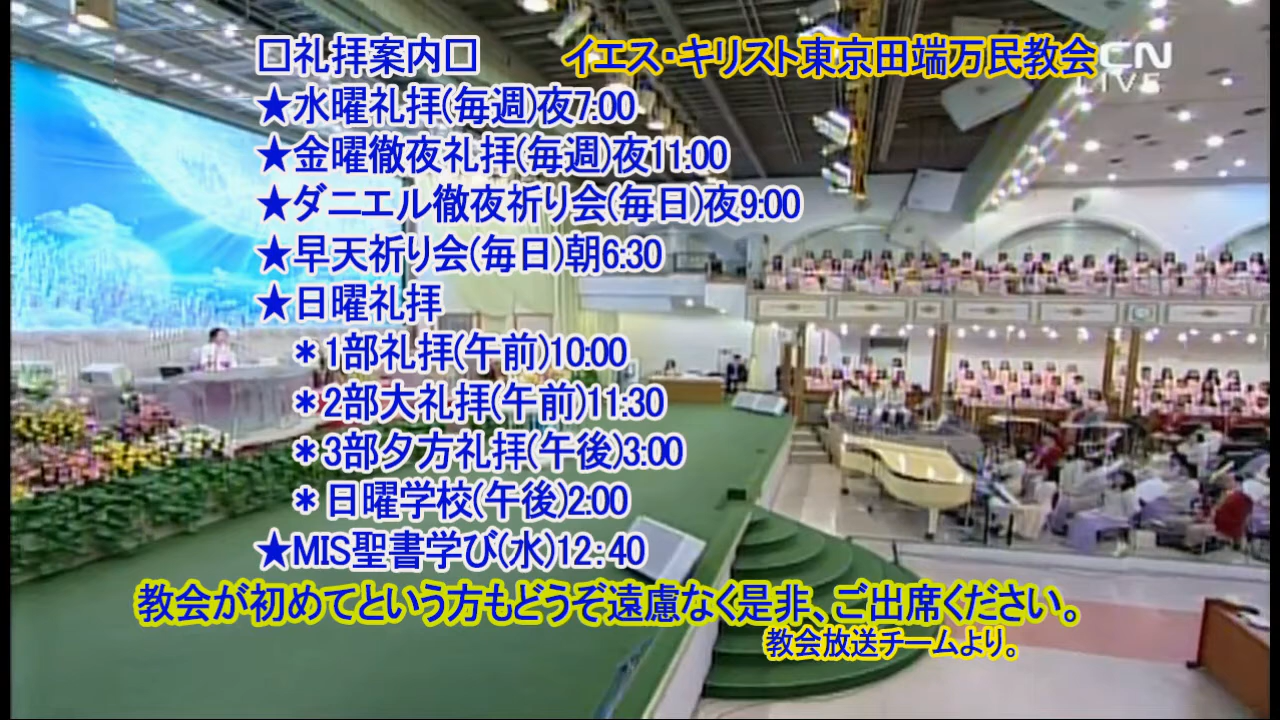 □礼拝案内□ イエス・キリスト東京田端万民教会
CN
LIVE
★水曜礼拝(毎週)夜7:00
★金曜徹夜礼拝(毎週)夜11:00
★ダニエル徹夜祈り会(毎日)夜9:00
★早天祈り会(毎日)朝6:30
★日曜礼拝
＊1部礼拝(午前)10:00
＊2部大礼拝(午前)11:30
＊3部夕方礼拝(午後)3:00
＊日曜学校(午後)2:00
★MIS聖書学び(水)12:40
教会が初めてという方もどうぞ遠慮なく是非、ご出席ください。
教会放送チームより。